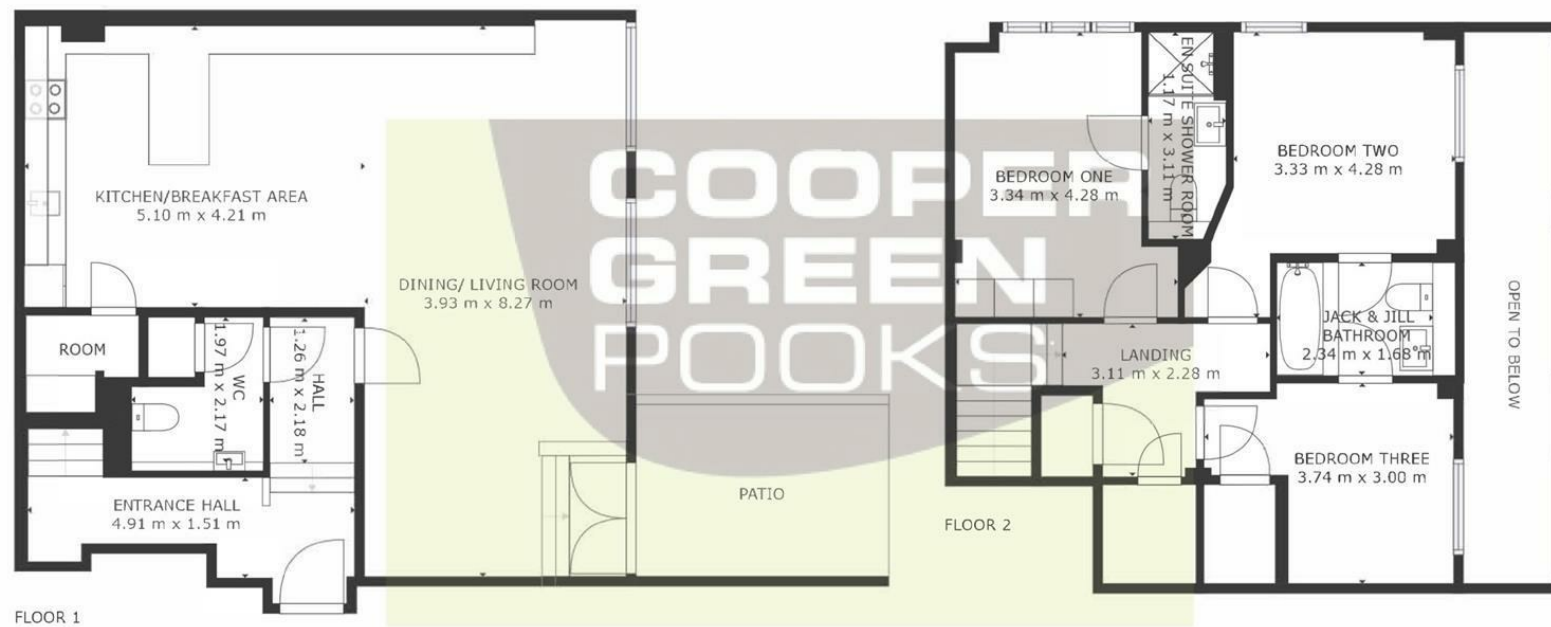 KITCHEN/BREAKFAST AREA
5.10 m x 4.21 m
DINING/ LIVING ROOM
3.93 m x 8.27 m
ROOM
WC
1.97 m x 2.17 m
HALL
1.26 m x 2.18 m
ENTRANCE HALL
4.91 m x 1.51 m
PATIO
FLOOR 1
COOPER
GREEN
POOKS
BEDROOM ONE
3.34 m x 4.28 m
EN SUITE SHOWER ROOM
1.17 m x 3.11 m
BEDROOM TWO
3.33 m x 4.28 m
JACK & JILL
BATHROOM
2.34 m x 1.68 m
LANDING
3.11 m x 2.28 m
BEDROOM THREE
3.74 m x 3.00 m
OPEN TO BELOW
FLOOR 2